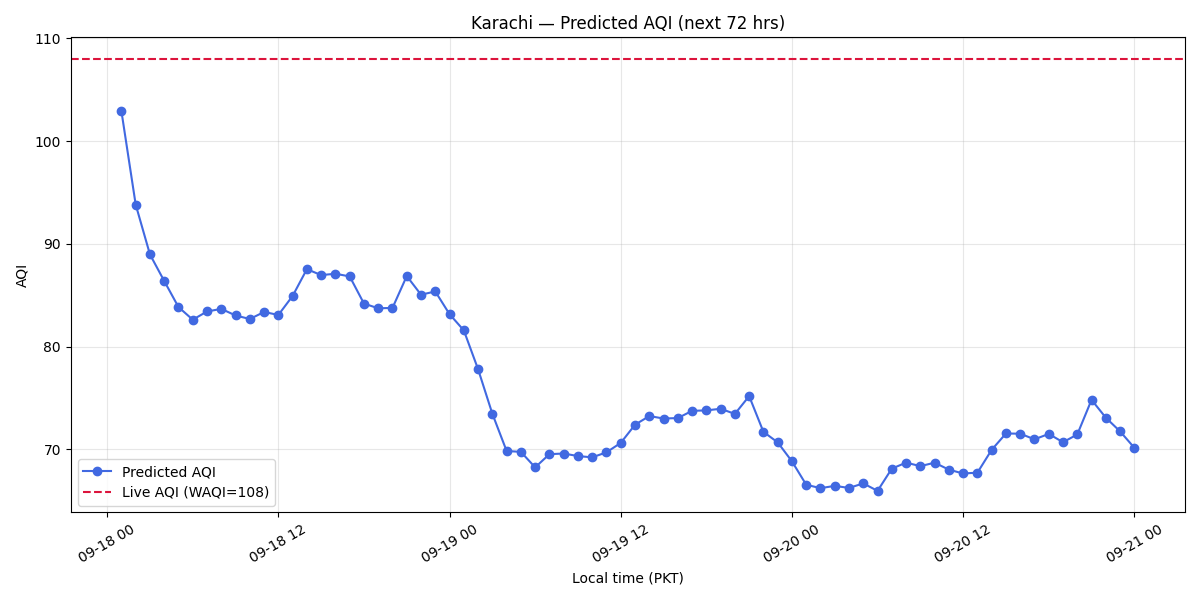 Karachi — Predicted AQI (next 72 hrs)
110
100
90
80
70
AQI
Predicted AQI
Live AQI (WAQI=108)
09-18 00
09-18 12
09-19 00
09-19 12
09-20 00
09-20 12
09-21 00
Local time (PKT)